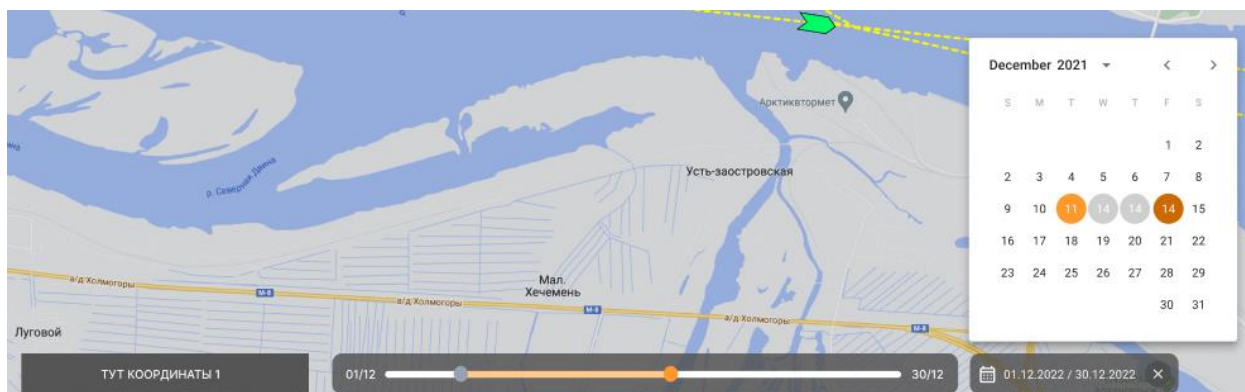 Арктиквтормет
Усть-заостровская
р. Северная Двина
а/д Холмогоры
М-8
Мал.
Хечемень
а/д Холмогоры
М-8
а/д Холмогоры
М-8
Луговой
December 2021
S M T W T F S
1 2
2 3 4 5 6 7 8
9 10 11 14 14 14 15
16 17 18 19 20 21 22
23 24 25 26 27 28 29
30 31
ТУТ КООРДИНАТЫ 1
01/12 30/12
01.12.2022 / 30.12.2022